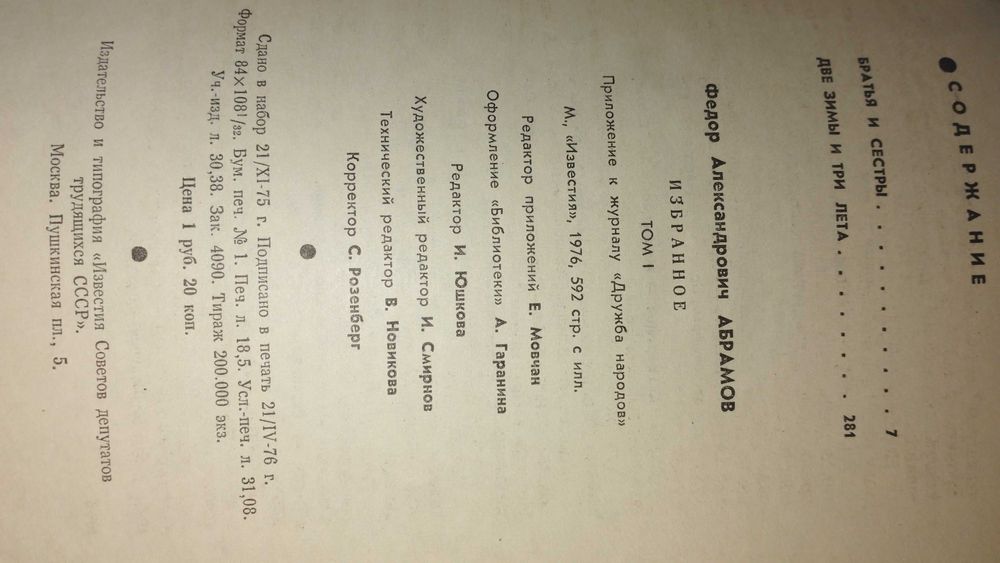 ● СОДЕРЖАНИЕ
БРАТЬЯ И СЕСТРЫ . . . . . . . . . . 7
ДВЕ ЗИМЫ И ТРИ ЛЕТА . . . . . . . 281
Федор Александрович АБРАМОВ
ИЗБРАННОЕ
ТОМ I
Приложение к журналу «Дружба народов»
М., «Известия», 1976, 592 стр. с илл.
Редактор приложений Е. Мовчан
Оформление «Библиотеки» А. Гаранина
Редактор И. Юшкова
Художественный редактор И. Смирнов
Технический редактор В. Новикова
Корректор С. Розенберг
●
Сдано в набор 21/XI-75 г. Подписано в печать 21/IV-76 г.
Формат 84×108¹/₃₂. Бум. печ. № 1. Печ. л. 18,5. Усл.-печ. л. 31,08.
Уч.-изд. л. 30,38. Зак. 4090. Тираж 200.000 экз.
Цена 1 руб. 20 коп.
●
Издательство и типография «Известия Советов депутатов
трудящихся СССР».
Москва. Пушкинская пл., 5.